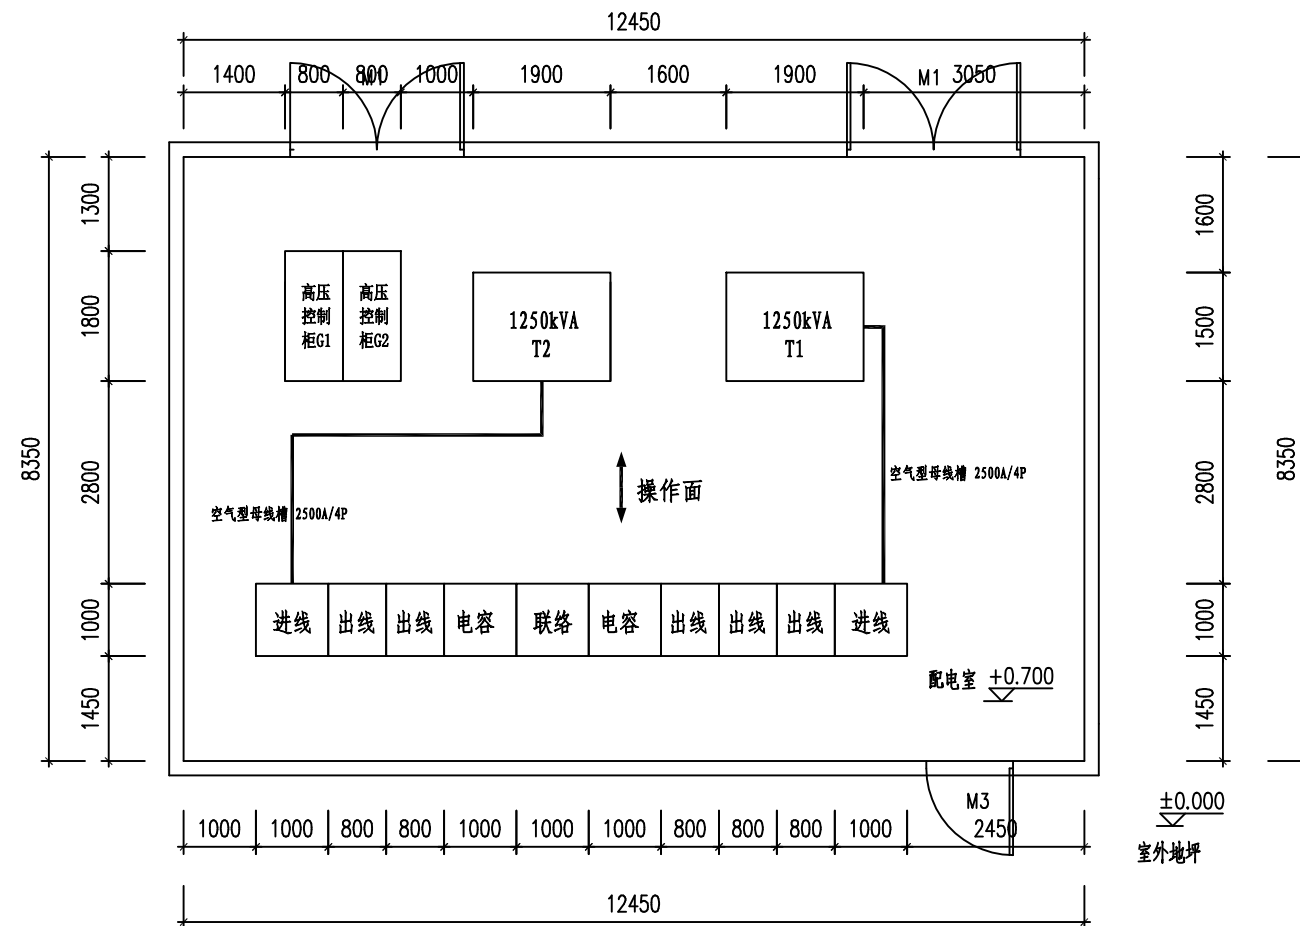 12450
1400 800 800 1000 1900 1600 1900 3050
M1 M1
1300
1800
2800
1000
1450
8350
1600
1500
2800
1000
1450
8350
高压
控制
柜G1
高压
控制
柜G2
1250kVA
T2
1250kVA
T1
空气型母线槽 2500A/4P
操作面
空气型母线槽 2500A/4P
进线 出线 出线 电容 联络 电容 出线 出线 出线 进线
配电室 +0.700
M3
±0.000
室外地坪
1000 1000 800 800 1000 1000 1000 800 800 800 1000 2450
12450